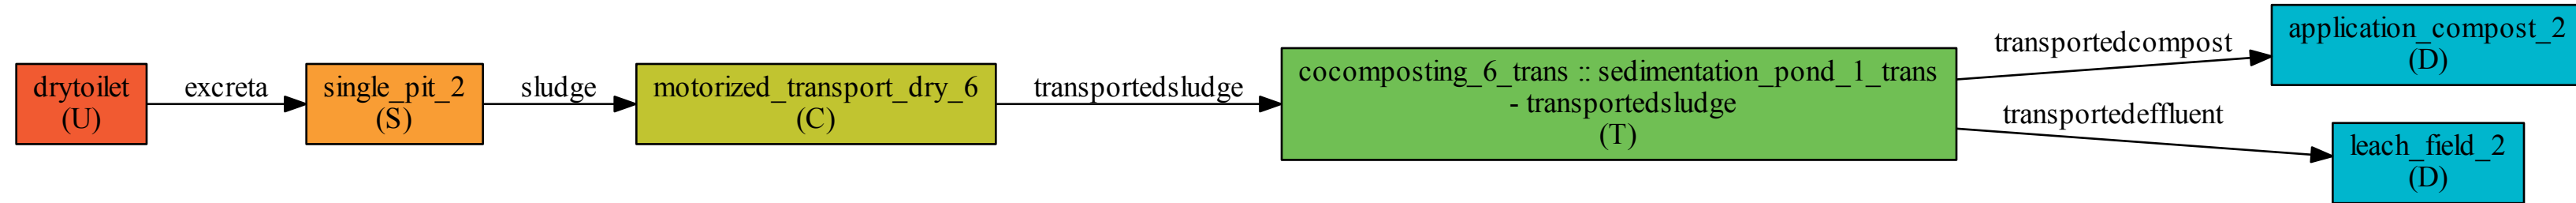 drytoilet
(U)
excreta
single_pit_2
(S)
sludge
motorized_transport_dry_6
(C)
transportedsludge
cocomposting_6_trans :: sedimentation_pond_1_trans
- transportedsludge
(T)
transportedcompost
application_compost_2
(D)
transportedeffluent
leach_field_2
(D)